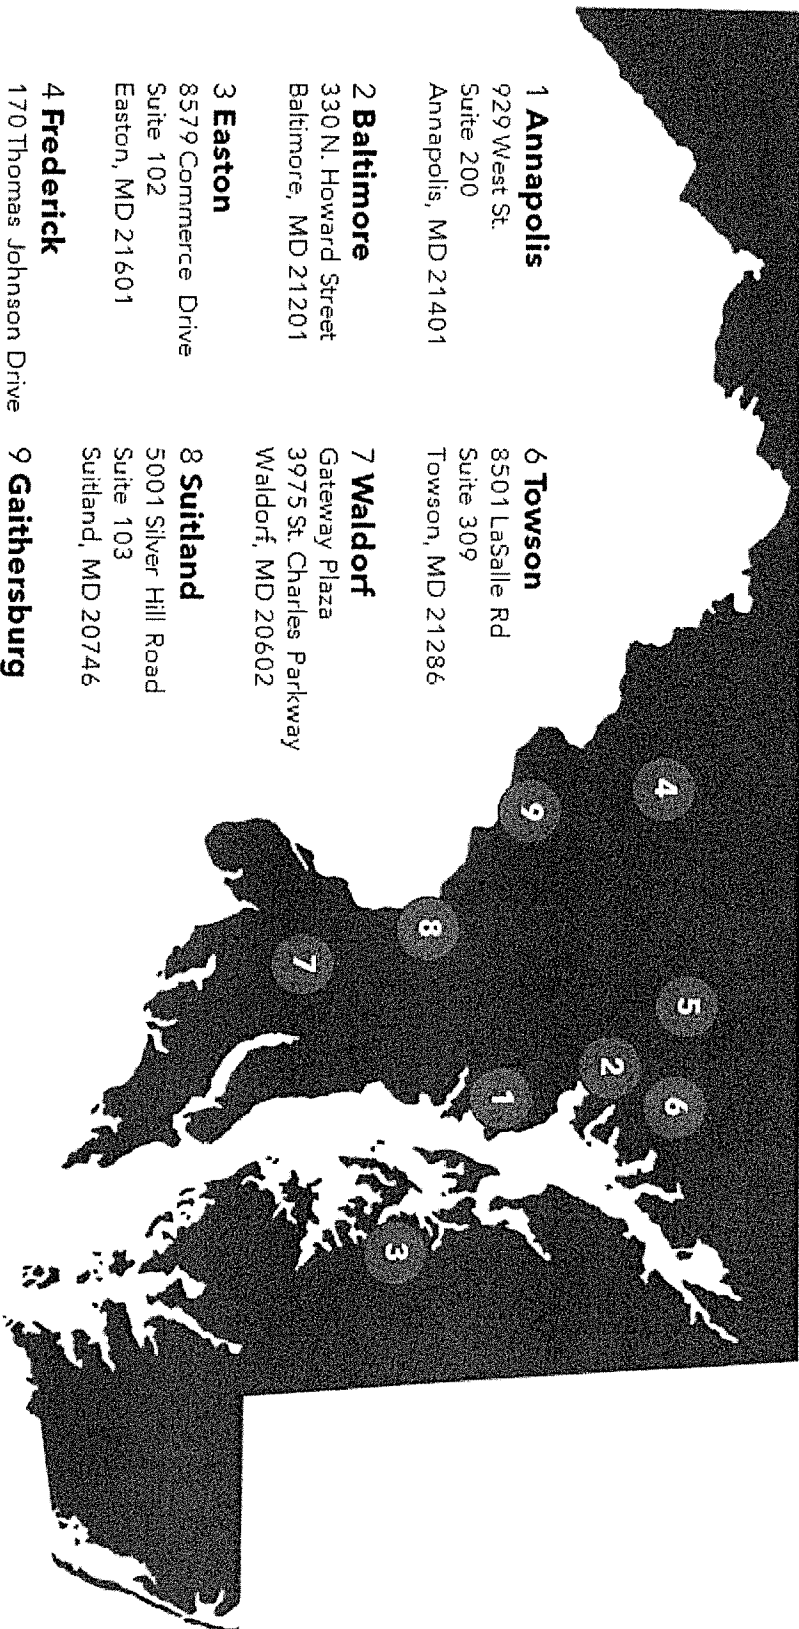 1 Annapolis
929 West St.
Suite 200
Annapolis, MD 21401
2 Baltimore
330 N. Howard Street
Baltimore, MD 21201
3 Easton
8579 Commerce Drive
Suite 102
Easton, MD 21601
4 Frederick
170 Thomas Johnson Drive
6 Towson
8501 LaSalle Rd
Suite 309
Towson, MD 21286
7 Waldorf
Gateway Plaza
3975 St. Charles Parkway
Waldorf, MD 20602
8 Suitland
5001 Silver Hill Road
Suite 103
Suitland, MD 20746
9 Gaithersburg
4
9
5
8
2
6
7
1
3